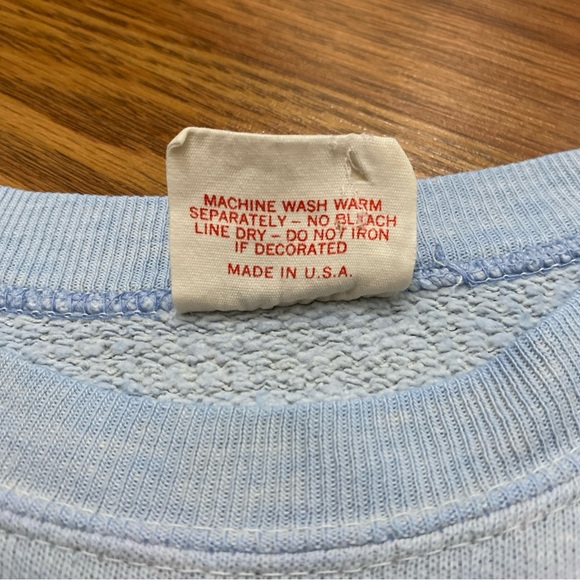 MACHINE WASH WARM
SEPARATELY - NO BLEACH
LINE DRY - DO NOT IRON
IF DECORATED
MADE IN U.S.A.